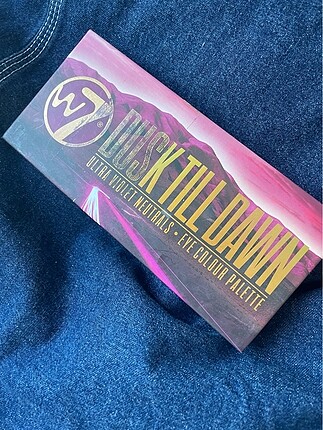 W7®
DUSK TILL DAWN
ULTRA VIOLET NEUTRALS • EYE COLOUR PALETTE